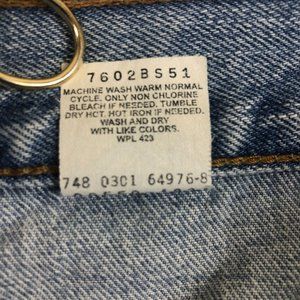 7602BS51
MACHINE WASH WARM NORMAL
CYCLE. ONLY NON CHLORINE
BLEACH IF NEEDED. TUMBLE
DRY HOT. HOT IRON IF NEEDED.
WASH AND DRY
WITH LIKE COLORS.
WPL 423
748 0301 64976-8